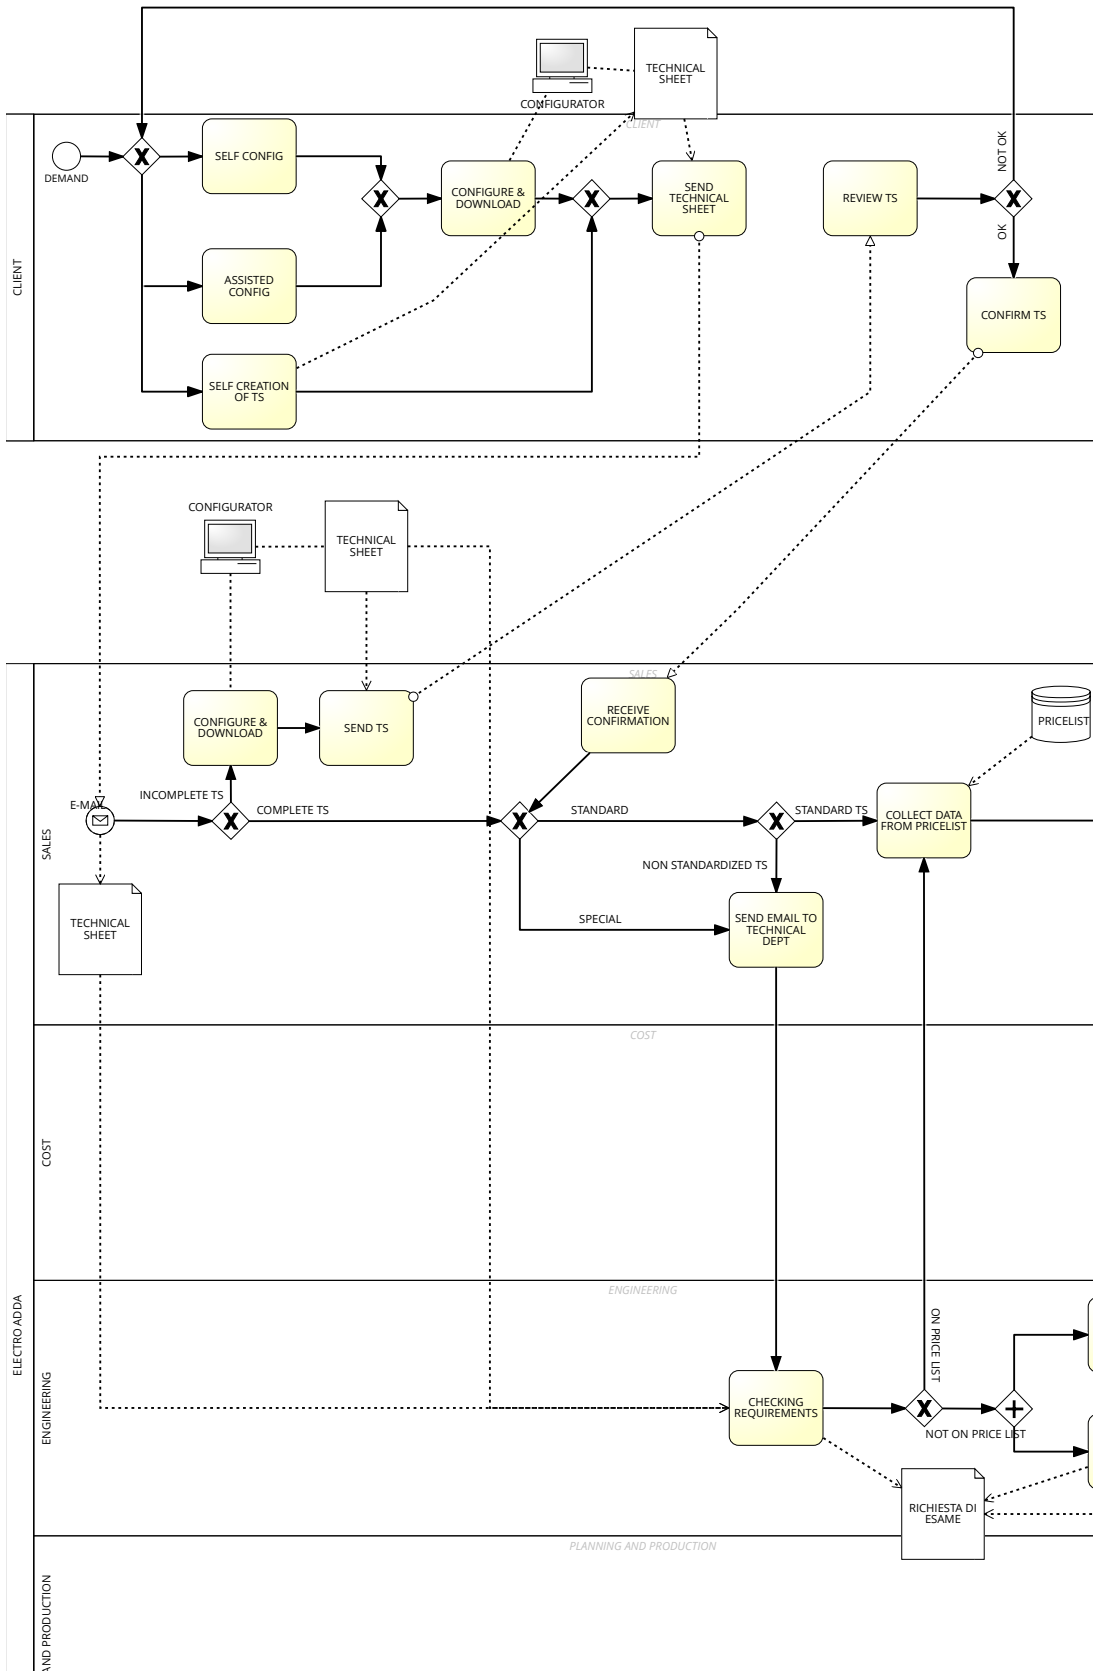 TECHNICAL
SHEET
CONFIGURATOR
CLIENT
CLIENT
DEMAND
SELF CONFIG
CONFIGURE &
DOWNLOAD
SEND
TECHNICAL
SHEET
REVIEW TS
NOT OK
OK
ASSISTED
CONFIG
CONFIRM TS
SELF CREATION
OF TS
CONFIGURATOR
TECHNICAL
SHEET
ELECTRO ADDA
SALES
SALES
CONFIGURE &
DOWNLOAD
SEND TS
RECEIVE
CONFIRMATION
PRICELIST
E-MAIL
INCOMPLETE TS
COMPLETE TS
STANDARD
STANDARD TS
COLLECT DATA
FROM PRICELIST
NON STANDARDIZED TS
TECHNICAL
SHEET
SPECIAL
SEND EMAIL TO
TECHNICAL
DEPT
COST
COST
ENGINEERING
ENGINEERING
ON PRICE LIST
CHECKING
REQUIREMENTS
NOT ON PRICE LIST
RICHIESTA DI
ESAME
PLANNING AND PRODUCTION
AND PRODUCTION